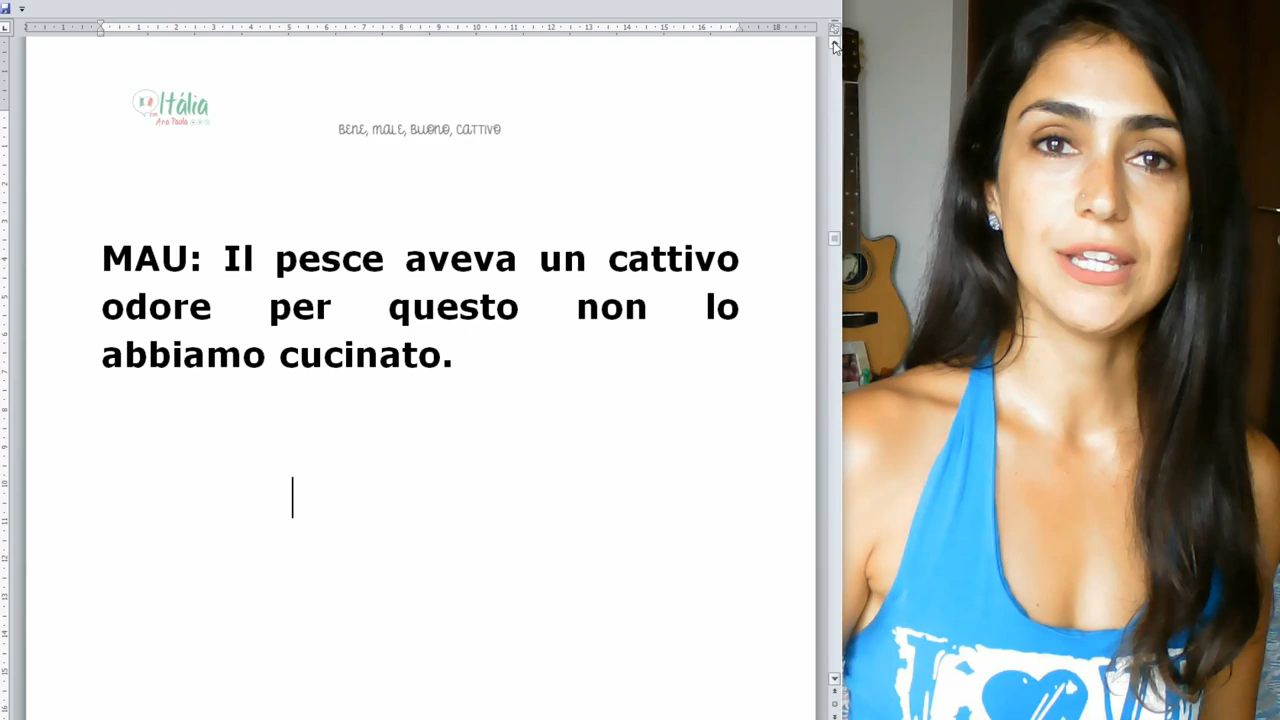 Itália
Ana Paula
BENE, MALE, BUONO, CATTIVO
MAU: Il pesce aveva un cattivo
odore per questo non lo
abbiamo cucinato.